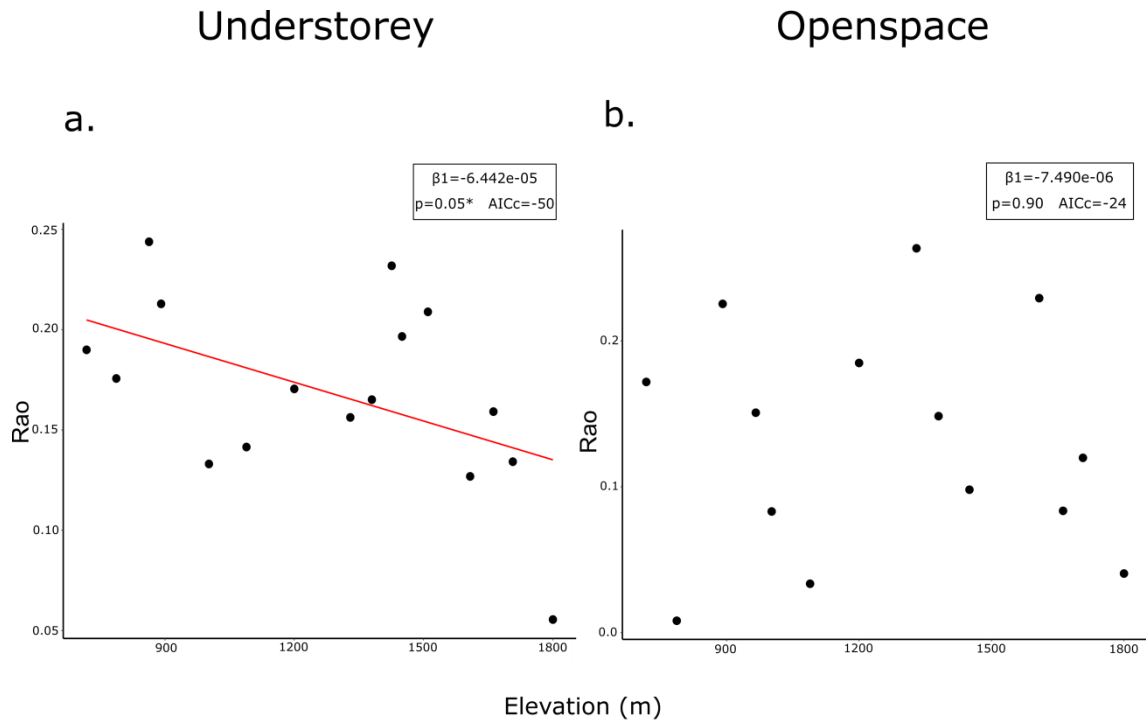 Understorey
Openspace
a.
b.
β1=-6.442e-05
p=0.05* AICc=-50
β1=-7.490e-06
p=0.90 AICc=-24
Rao
0.25
0.20
0.15
0.10
0.05
900 1200 1500 1800
Rao
0.2
0.1
0.0
900 1200 1500 1800
Elevation (m)